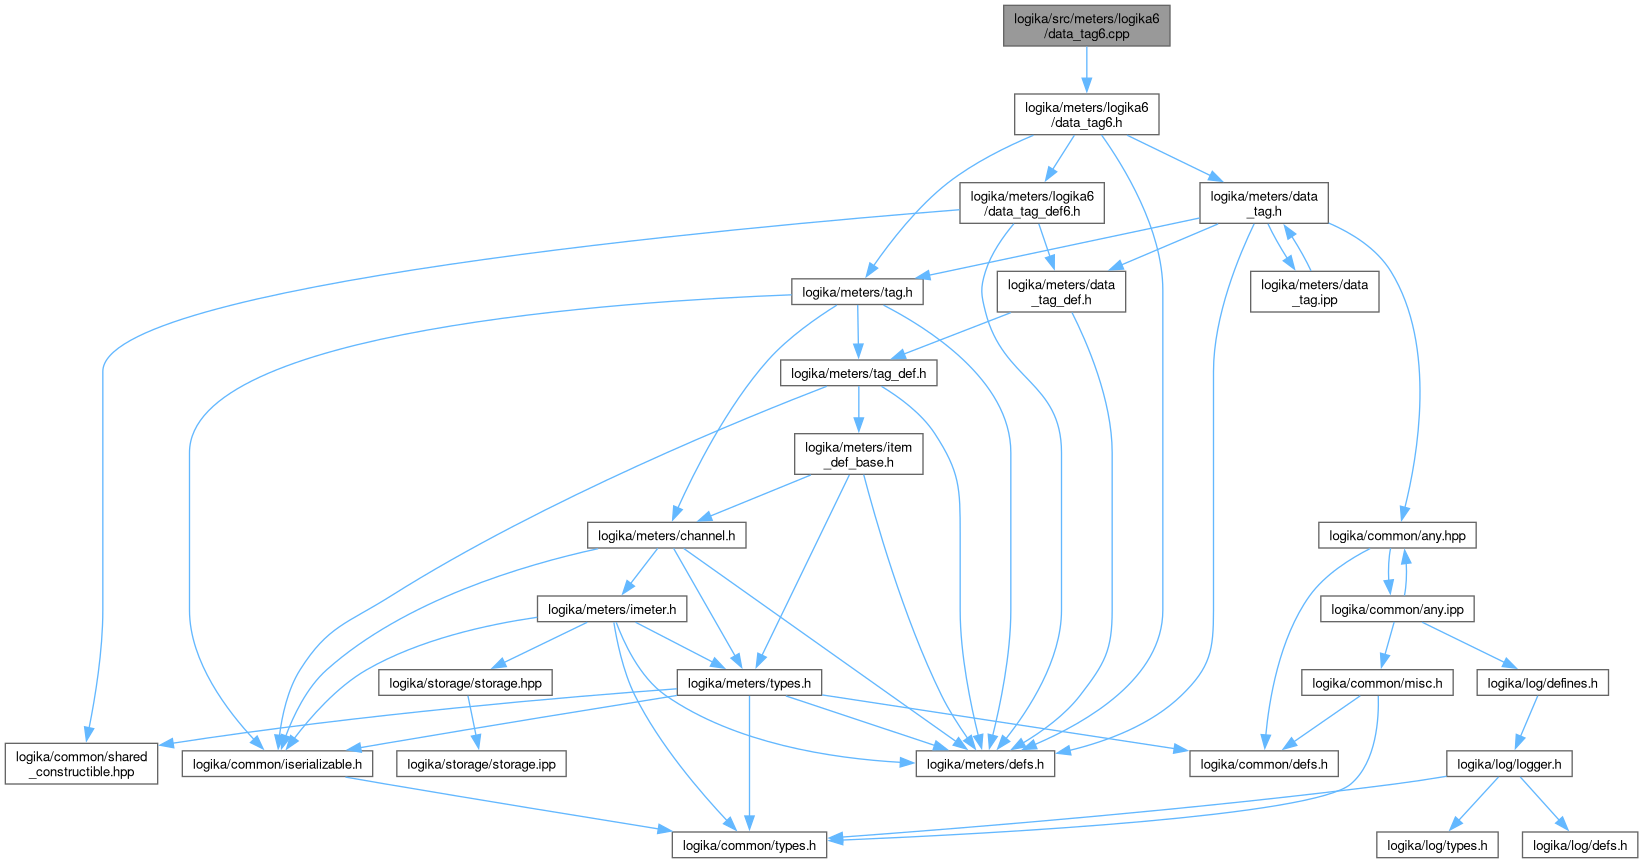 logika/src/meters/logika6
/data_tag6.cpp
logika/meters/logika6
/data_tag6.h
logika/meters/logika6
/data_tag_def6.h
logika/meters/data
_tag.h
logika/meters/tag.h
logika/meters/data
_tag_def.h
logika/meters/data
_tag.ipp
logika/meters/tag_def.h
logika/meters/item
_def_base.h
logika/meters/channel.h
logika/common/any.hpp
logika/meters/imeter.h
logika/common/any.ipp
logika/storage/storage.hpp
logika/meters/types.h
logika/common/misc.h
logika/log/defines.h
logika/common/shared
_constructible.hpp
logika/common/iserializable.h
logika/storage/storage.ipp
logika/meters/defs.h
logika/common/defs.h
logika/log/logger.h
logika/common/types.h
logika/log/types.h
logika/log/defs.h